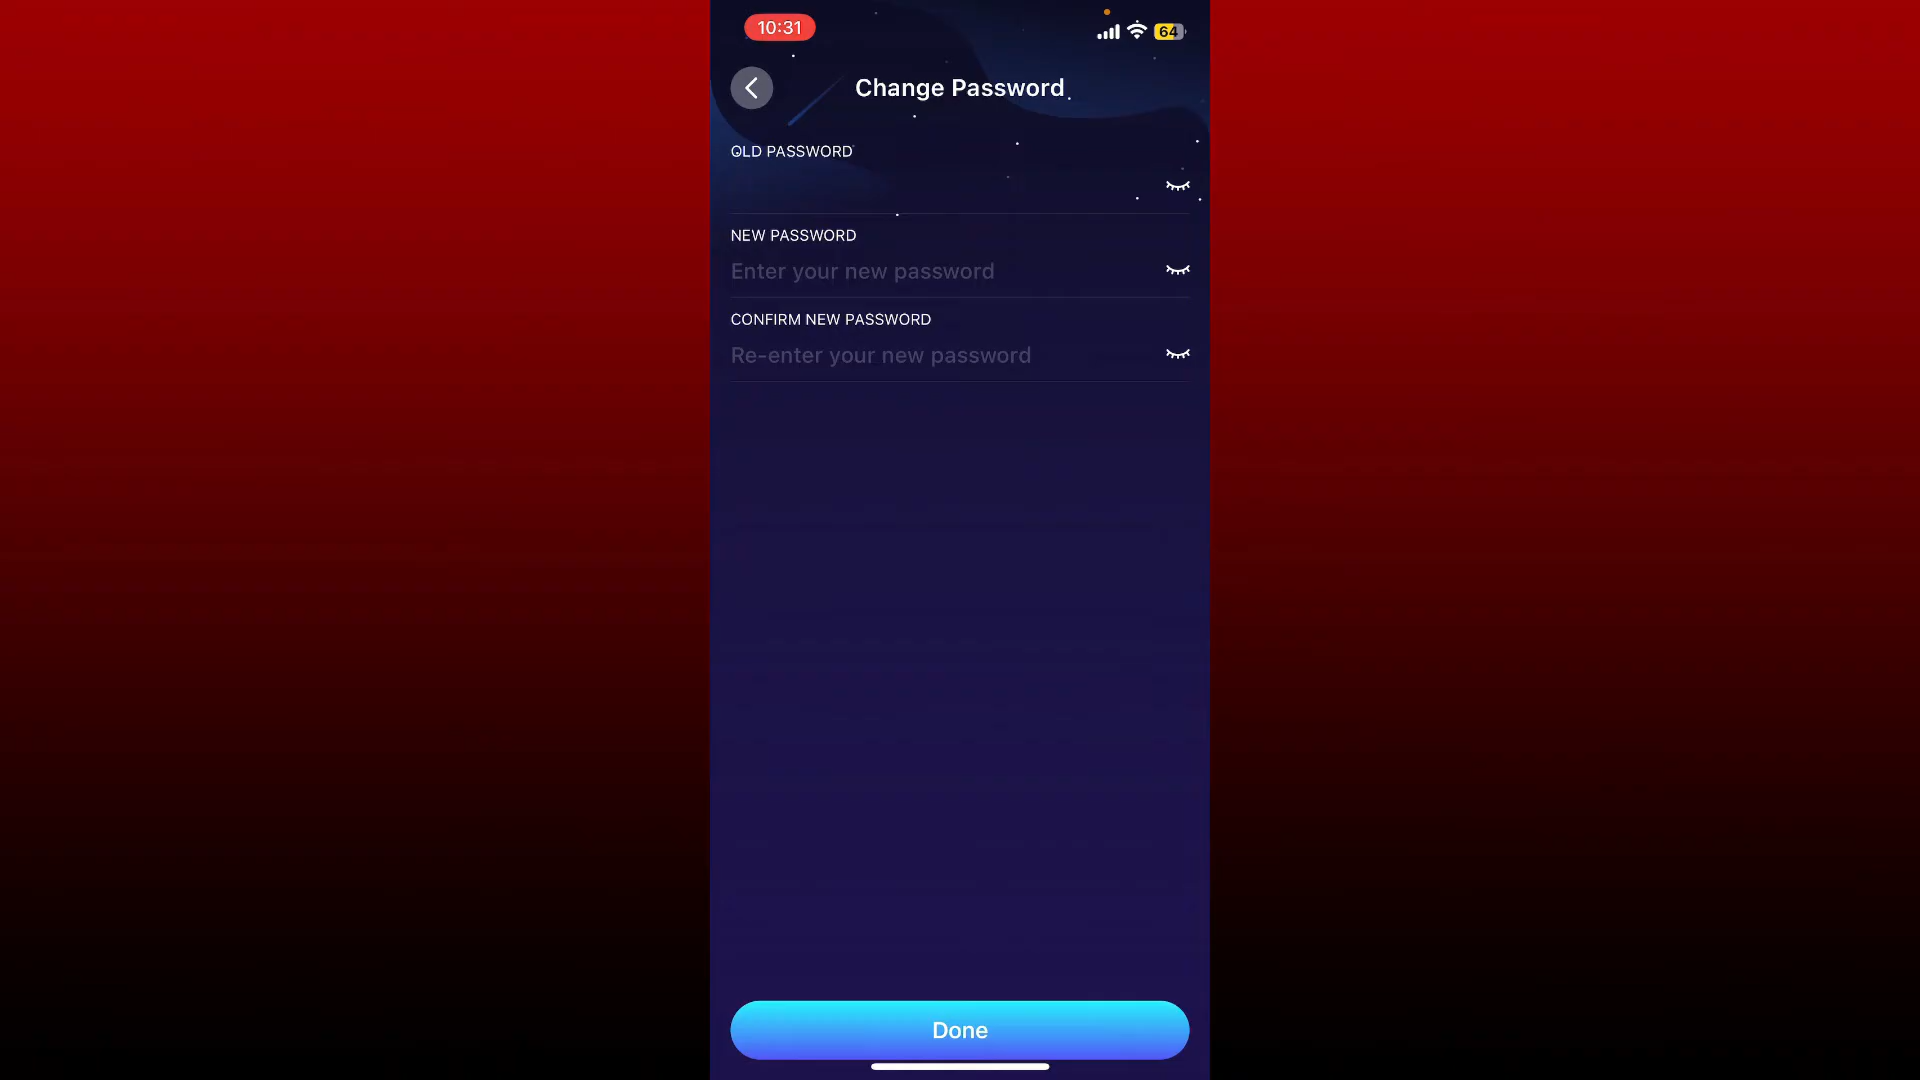 10:31
64
Change Password
OLD PASSWORD
NEW PASSWORD
Enter your new password
CONFIRM NEW PASSWORD
Re-enter your new password
Done